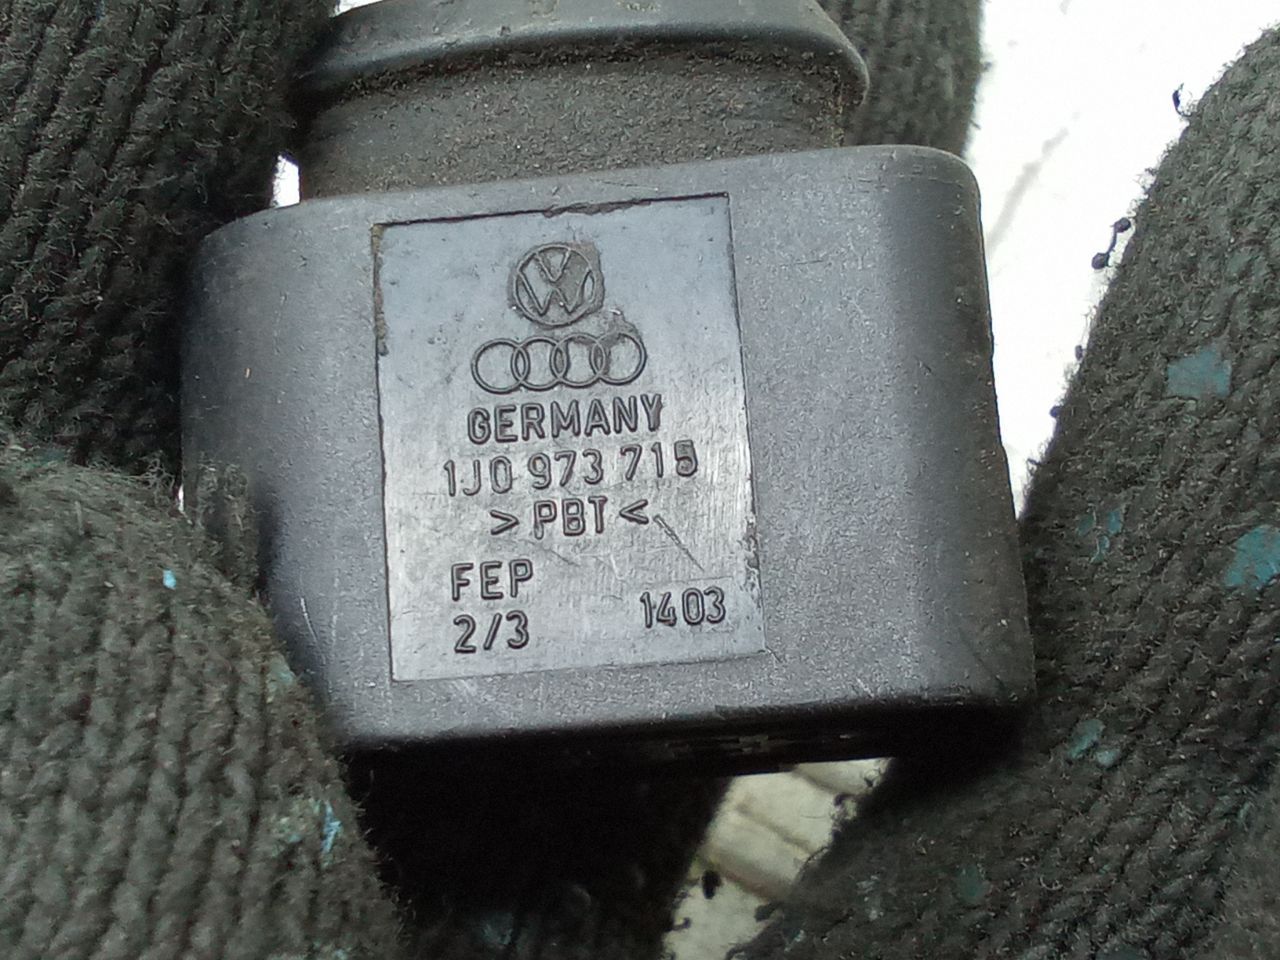 GERMANY
1J0 973 715
>PBT<
FEP
2/3 1403